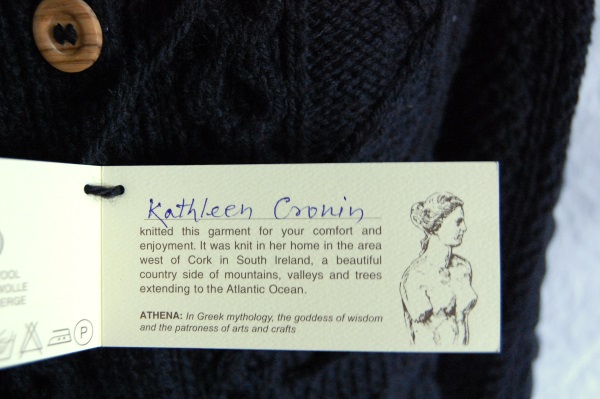 Kathleen Cronin
knitted this garment for your comfort and
enjoyment. It was knit in her home in the area
west of Cork in South Ireland, a beautiful
country side of mountains, valleys and trees
extending to the Atlantic Ocean.
ATHENA: In Greek mythology, the goddess of wisdom
and the patroness of arts and crafts
OOL
WOLLE
ERGE
P